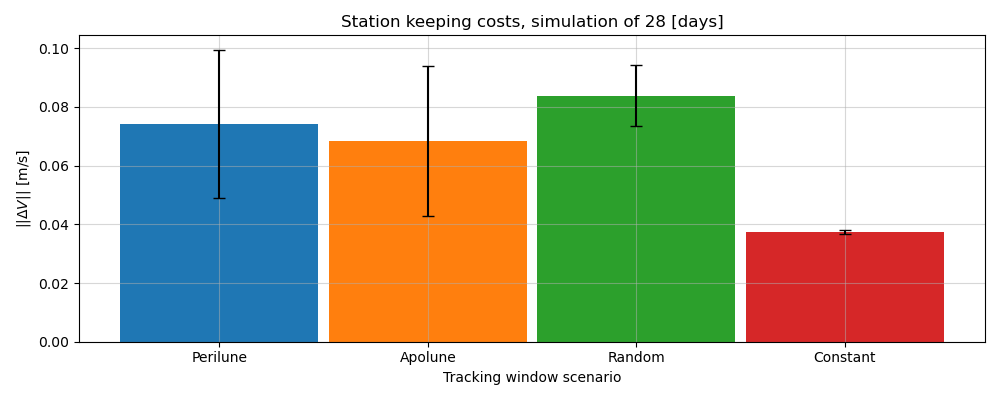 Station keeping costs, simulation of 28 [days]
||ΔV|| [m/s]
0.10
0.08
0.06
0.04
0.02
0.00
Perilune Apolune Random Constant
Tracking window scenario